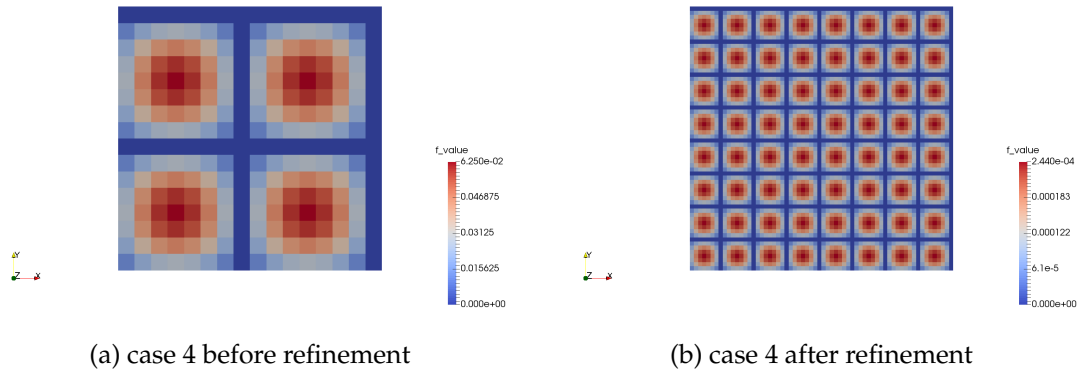 f_value
6.250e-02
0.046875
0.03125
0.015625
0.000e+00
Y
Z X
(a) case 4 before refinement
f_value
2.440e-04
0.000183
0.000122
6.1e-5
0.000e+00
Y
Z X
(b) case 4 after refinement